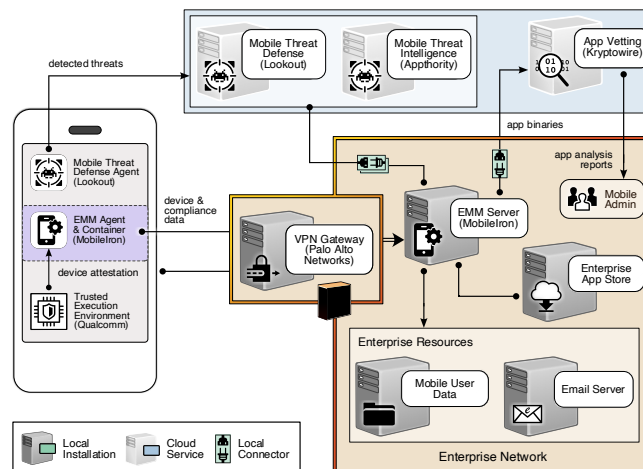 detected threats
Mobile Threat
Defense
(Lookout)
Mobile Threat
Intelligence
(Appthority)
App Vetting
(Kryptowire)
01
10
app binaries
app analysis
reports
Mobile Threat
Defense Agent
(Lookout)
EMM Agent
& Container
(MobileIron)
device attestation
Trusted
Execution
Environment
(Qualcomm)
device &
compliance
data
VPN Gateway
(Palo Alto
Networks)
EMM Server
(MobileIron)
Mobile
Admin
Enterprise
App Store
Enterprise Resources
Mobile User
Data
Email Server
e
Enterprise Network
Local
Installation
Cloud
Service
Local
Connector